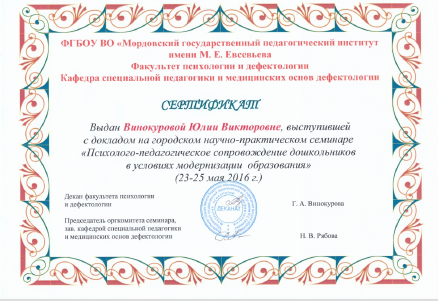 ФГБОУ ВО «Мордовский государственный педагогический институт
имени М. Е. Евсевьева
Факультет психологии и дефектологии
Кафедра специальной педагогики и медицинских основ дефектологии
СЕРТИФИКАТ
Выдан Винокуровой Юлии Викторовне, выступившей
с докладом на городском научно-практическом семинаре
«Психолого-педагогическое сопровождение дошкольников
в условиях модернизации образования»
(23-25 мая 2016 г.)
Декан факультета психологии
и дефектологии
Г. А. Винокурова
ДЕКАНАТ
Председатель оргкомитета семинара,
зав. кафедрой специальной педагогики
и медицинских основ дефектологии
Н. В. Рябова